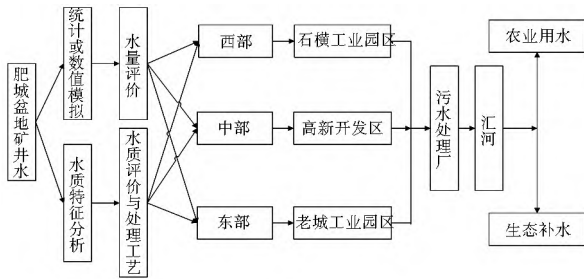 肥城盆地矿井水
统计或数值模拟
水质特征分析
水量评价
水质评价与处理工艺
西部
中部
东部
石横工业园区
高新开发区
老城工业园区
污水处理厂
汇河
农业用水
生态补水